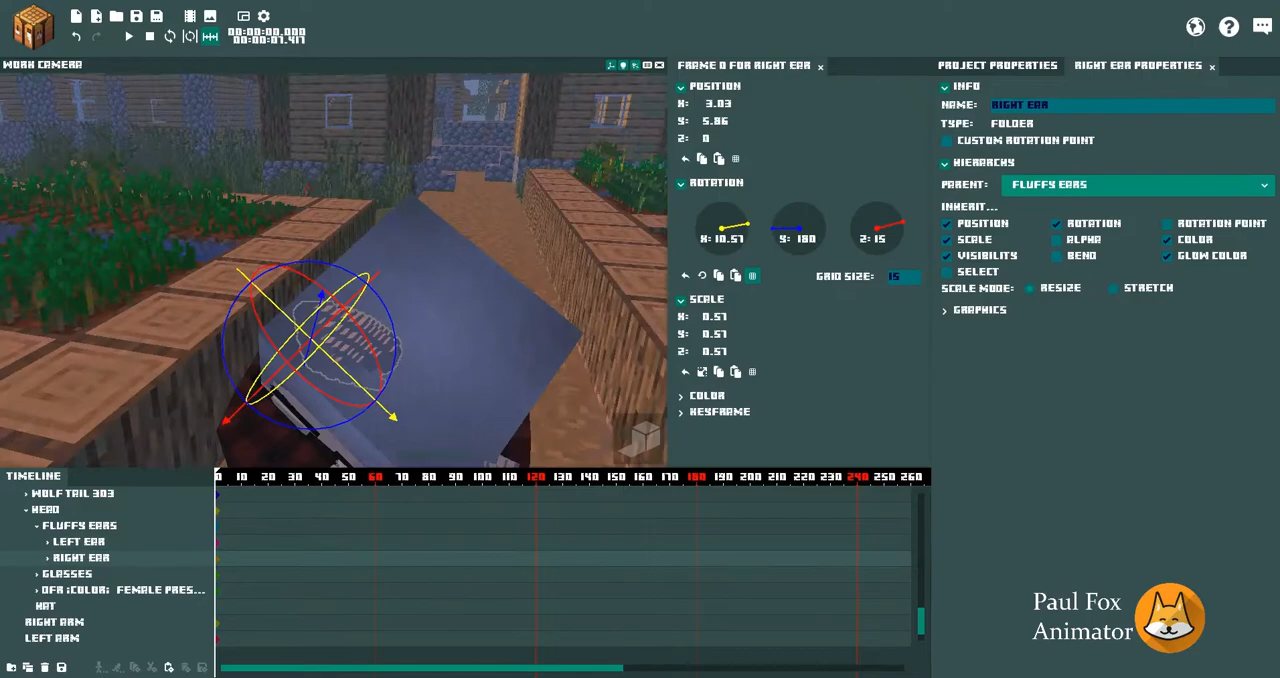 00:00:00.000
00:00:07.417
WORK CAMERA
FRAME 0 FOR RIGHT EAR
POSITION
X: 3.03
Y: 5.86
Z: 0
ROTATION
X: 10.57 Y: 180 Z: 15
GRID SIZE: 15
SCALE
X: 0.57
Y: 0.57
Z: 0.57
COLOR
KEYFRAME
PROJECT PROPERTIES RIGHT EAR PROPERTIES
INFO
NAME: RIGHT EAR
TYPE: FOLDER
CUSTOM ROTATION POINT
HIERARCHY
PARENT: FLUFFY EARS
INHERIT...
POSITION ROTATION ROTATION POINT
SCALE ALPHA COLOR
VISIBILITY BEND GLOW COLOR
SELECT
SCALE MODE: RESIZE STRETCH
GRAPHICS
TIMELINE
0 10 20 30 40 50 60 70 80 90 100 110 120 130 140 150 160 170 180 190 200 210 220 230 240 250 260
WOLF TAIL 303
HEAD
FLUFFY EARS
LEFT EAR
RIGHT EAR
GLASSES
OFR [COLOR] FEMALE PRES...
HAT
RIGHT ARM
LEFT ARM
Paul Fox
Animator